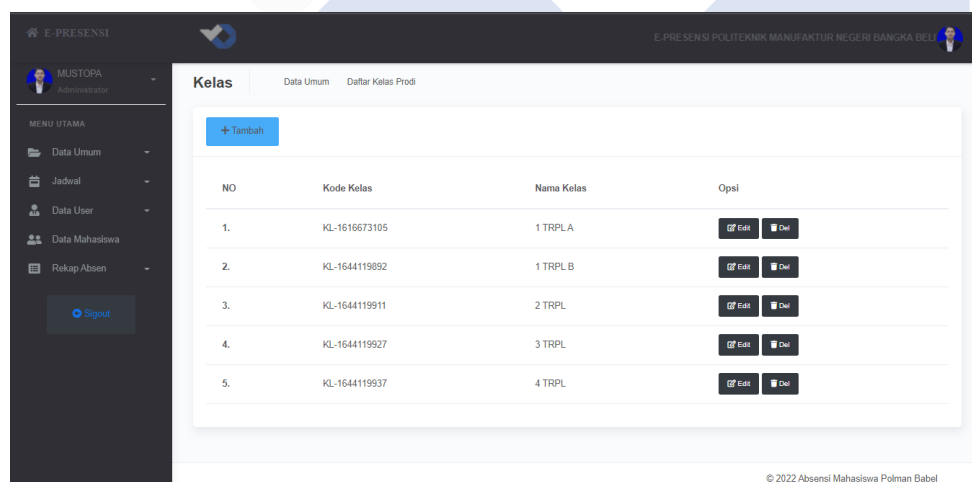 E-PRESENSI
E-PRESENSI POLITEKNIK MANUFAKTUR NEGERI BANGKA BELI
MUSTOPA
Administrator
Kelas Data Umum Daftar Kelas Prodi
MENU UTAMA
Data Umum
Jadwal
Data User
Data Mahasiswa
Rekap Absen
Sigout
+ Tambah
NO Kode Kelas Nama Kelas Opsi
1. KL-1616673105 1 TRPL A Edit Del
2. KL-1644119892 1 TRPL B Edit Del
3. KL-1644119911 2 TRPL Edit Del
4. KL-1644119927 3 TRPL Edit Del
5. KL-1644119937 4 TRPL Edit Del
© 2022 Absensi Mahasiswa Polman Babel